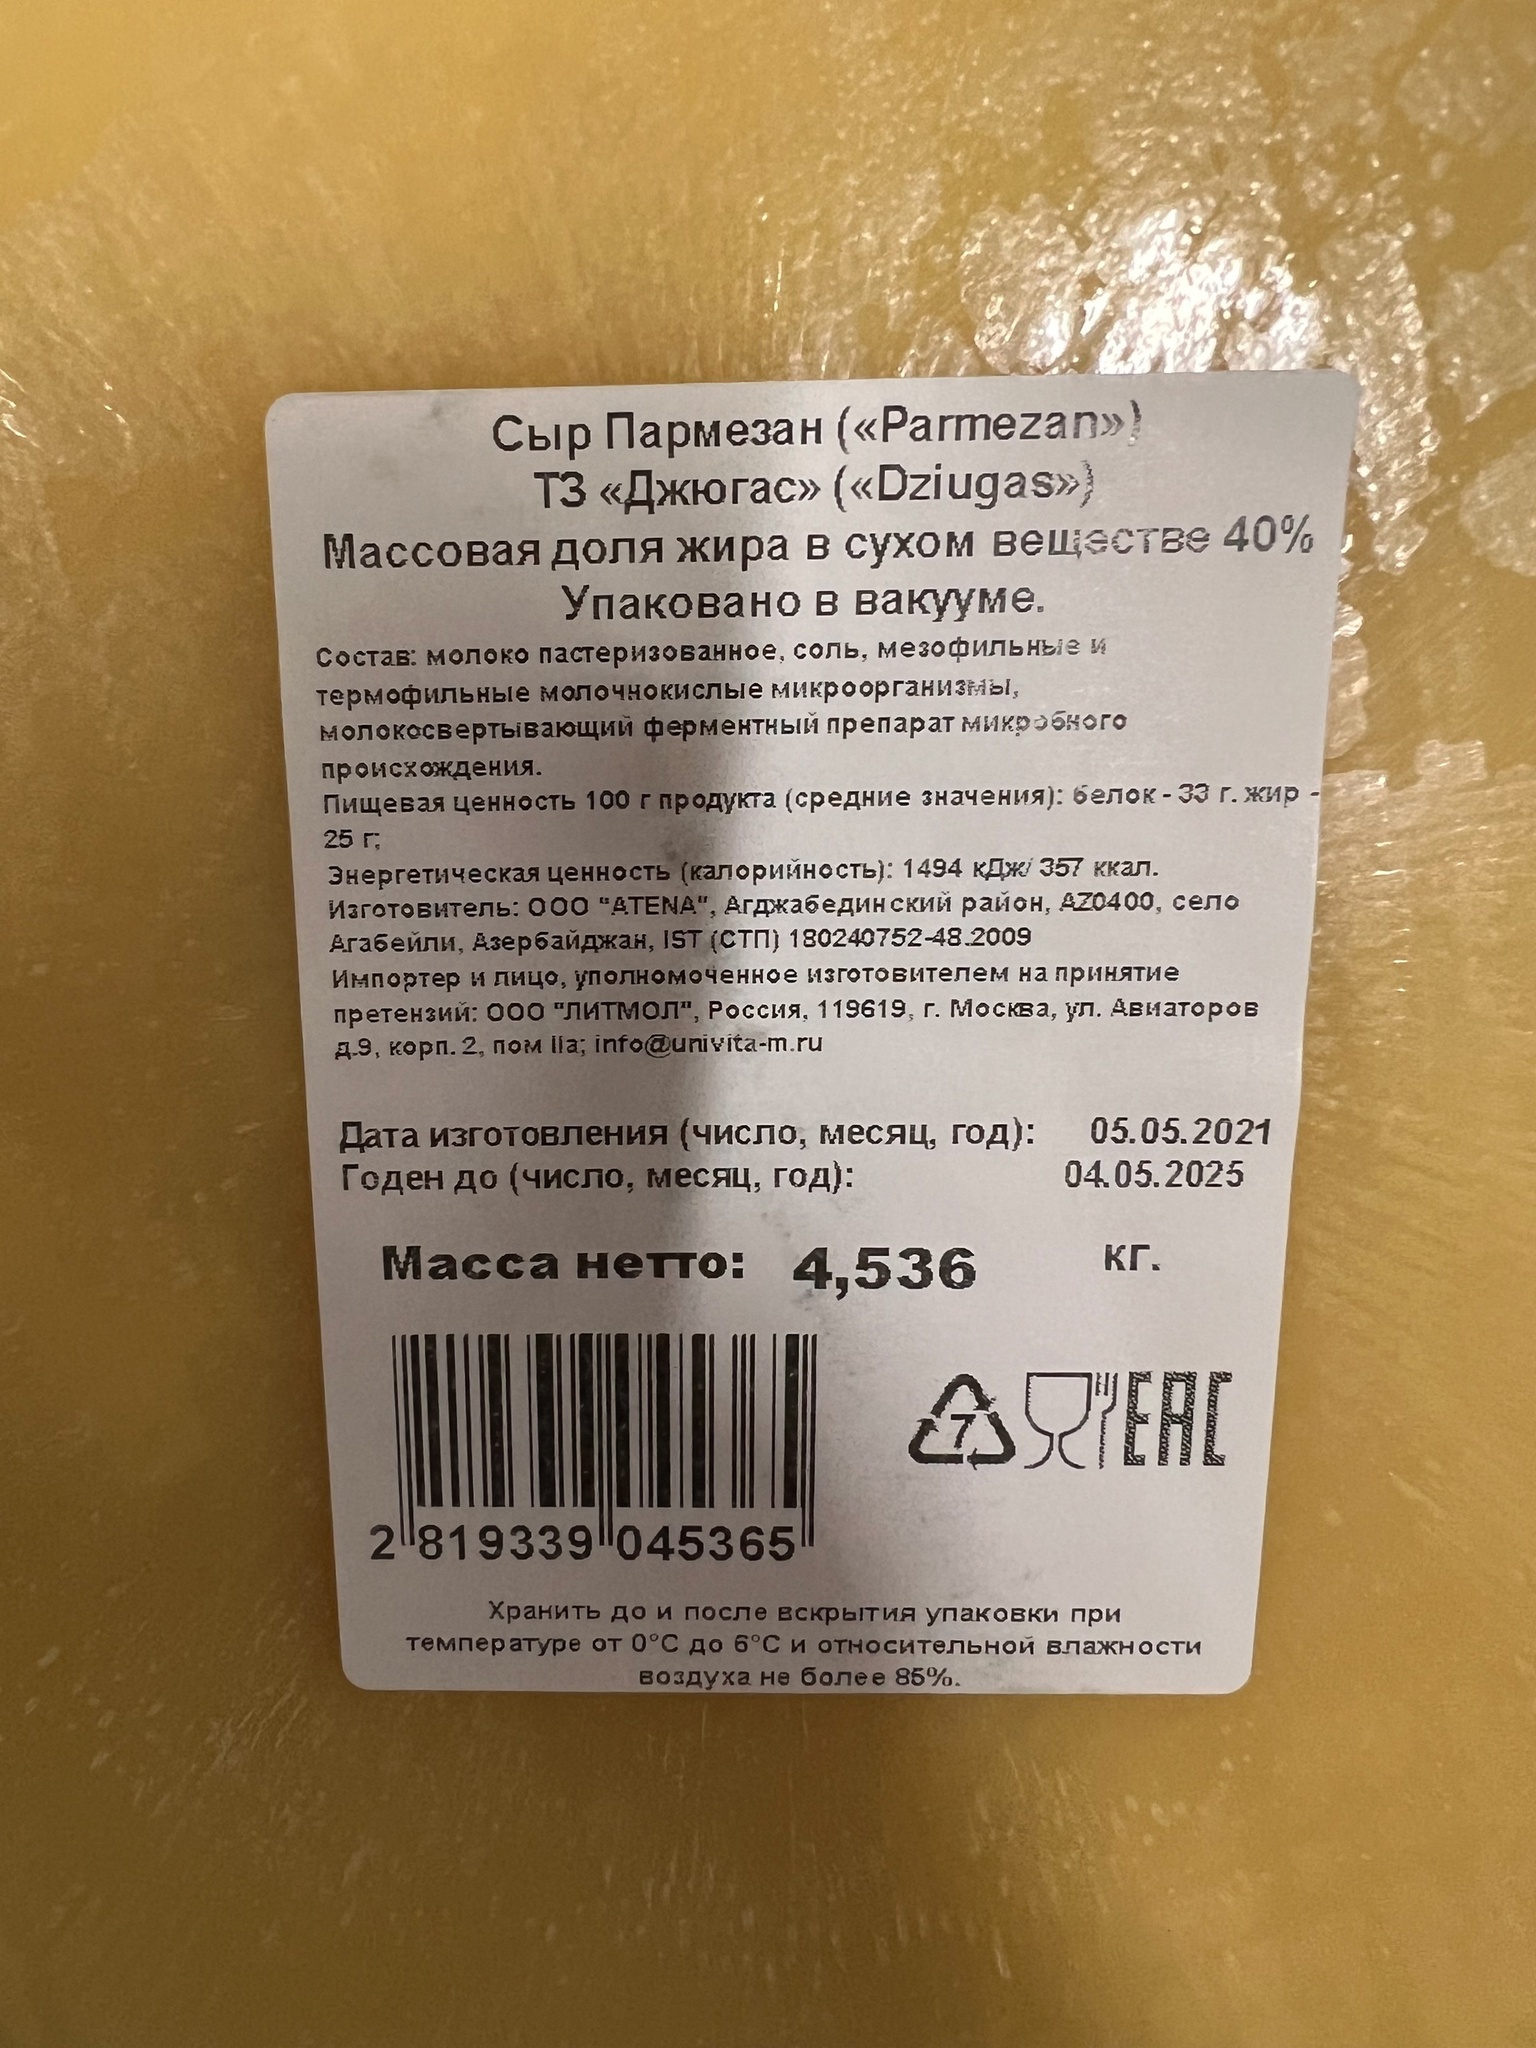 Сыр Пармезан («Parmezan»)
ТЗ «Джюгас» («Dziugas»)
Массовая доля жира в сухом веществе 40%
Упаковано в вакууме.
Состав: молоко пастеризованное, соль, мезофильные и
термофильные молочнокислые микроорганизмы,
молокосвертывающий ферментный препарат микробного
происхождения.
Пищевая ценность 100 г продукта (средние значения): белок - 33 г. жир -
25 г;
Энергетическая ценность (калорийность): 1494 кДж/ 357 ккал.
Изготовитель: ООО "ATENA", Агджабединский район, AZ0400, село
Агабейли, Азербайджан, IST (СТП) 180240752-48.2009
Импортер и лицо, уполномоченное изготовителем на принятие
претензий: ООО "ЛИТМОЛ", Россия, 119619, г. Москва, ул. Авиаторов
д.9, корп. 2, пом IIa; info@univita-m.ru
Дата изготовления (число, месяц, год): 05.05.2021
Годен до (число, месяц, год): 04.05.2025
Масса нетто: 4,536 кг.
7 EAC
2 819339 045365
Хранить до и после вскрытия упаковки при
температуре от 0°С до 6°С и относительной влажности
воздуха не более 85%.